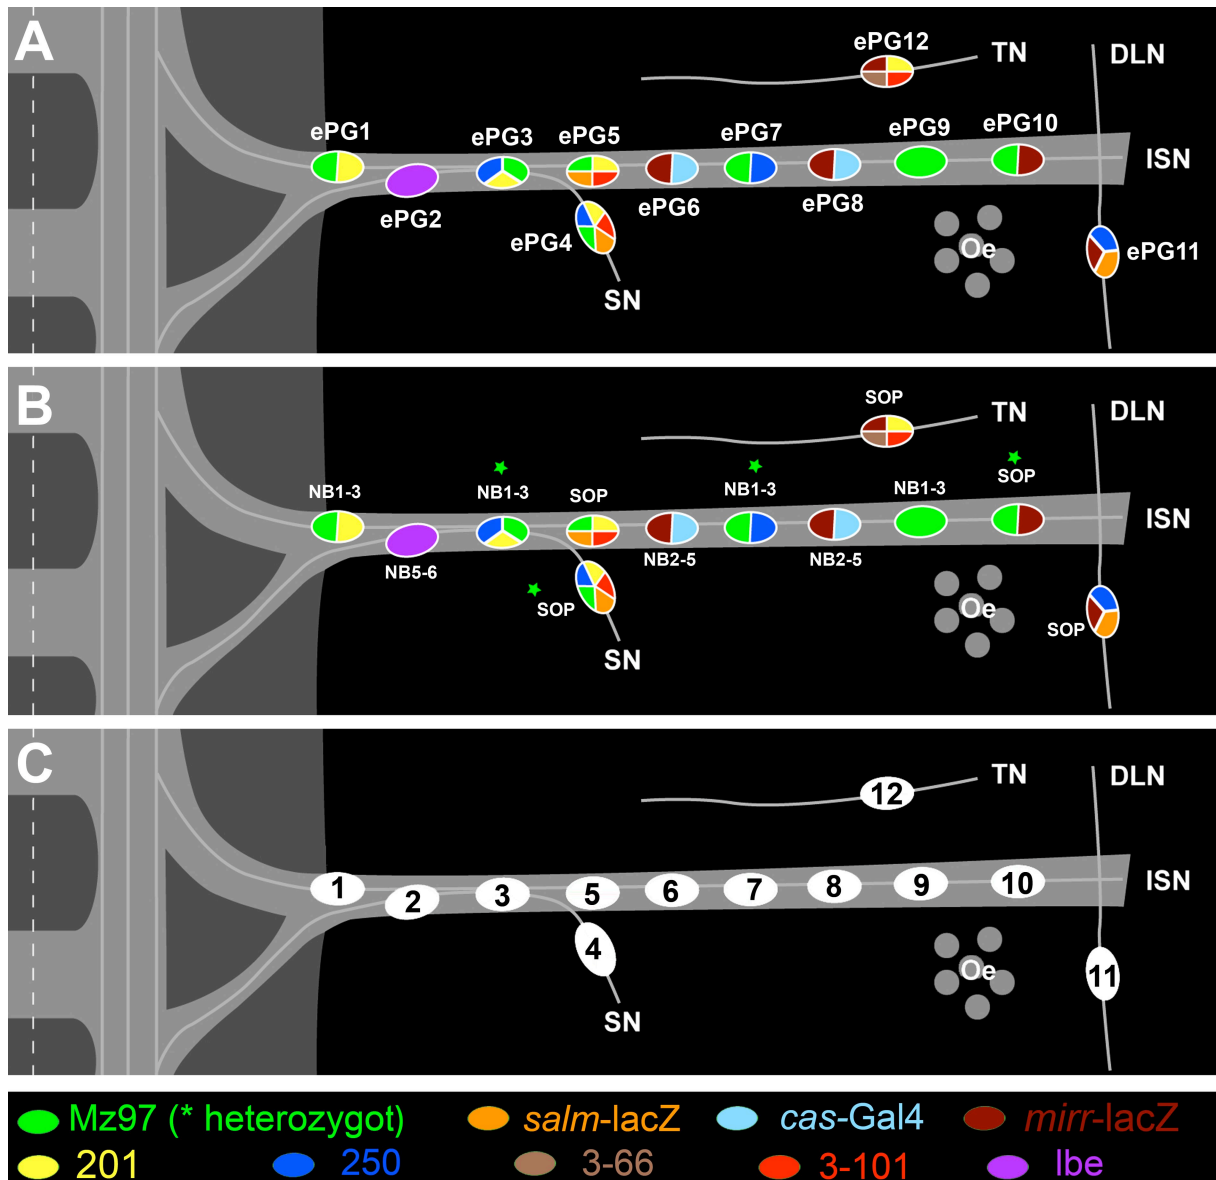 A
ePG12
TN
DLN
ePG1
ePG3
ePG5
ePG7
ePG9
ePG10
ISN
ePG2
ePG4
ePG6
ePG8
Oe
ePG11
SN
B
SOP
TN
DLN
NB1-3
NB1-3
SOP
NB1-3
NB1-3
SOP
ISN
NB5-6
NB2-5
NB2-5
SOP
Oe
SOP
SN
C
12
TN
DLN
1
2
3
5
6
7
8
9
10
ISN
4
Oe
11
SN
Mz97 (* heterozygot)
salm-lacZ
cas-Gal4
mirr-lacZ
201
250
3-66
3-101
lbe